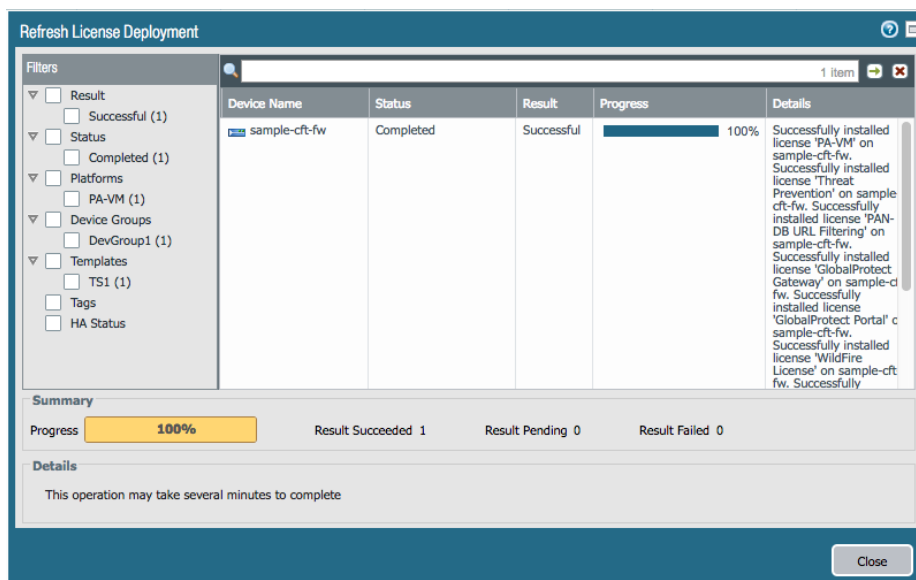 Refresh License Deployment
Filters
Result
Successful (1)
Status
Completed (1)
Platforms
PA-VM (1)
Device Groups
DevGroup1 (1)
Templates
TS1 (1)
Tags
HA Status
1 item
Device Name Status Result Progress Details
sample-cft-fw Completed Successful 100%
Successfully installed
license 'PA-VM' on
sample-cft-fw.
Successfully installed
license 'Threat
Prevention' on sample-
cft-fw. Successfully
installed license 'PAN-
DB URL Filtering' on
sample-cft-fw.
Successfully installed
license 'GlobalProtect
Gateway' on sample-cf
fw. Successfully
installed license
'GlobalProtect Portal' o
sample-cft-fw.
Successfully installed
license 'WildFire
License' on sample-cft
fw. Successfully
Summary
Progress 100% Result Succeeded 1 Result Pending 0 Result Failed 0
Details
This operation may take several minutes to complete
Close